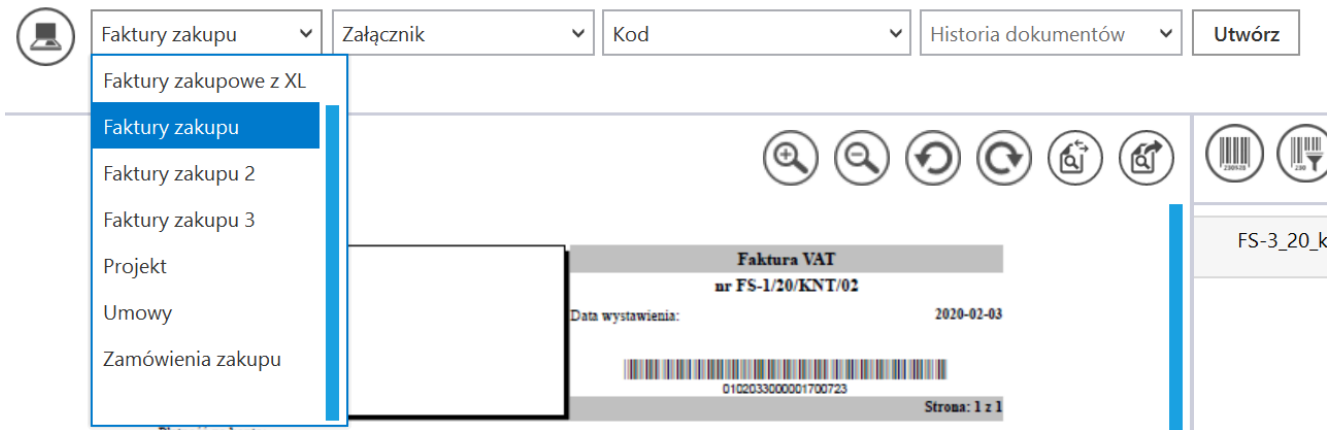 Faktury zakupu Załącznik Kod Historia dokumentów Utwórz
Faktury zakupowe z XL
Faktury zakupu
Faktury zakupu 2
Faktury zakupu 3
Projekt
Umowy
Zamówienia zakupu
Faktura VAT
nr FS-1/20/KNT/02
Data wystawienia: 2020-02-03
0102033000001700723
Strona: 1 z 1
FS-3_20_k